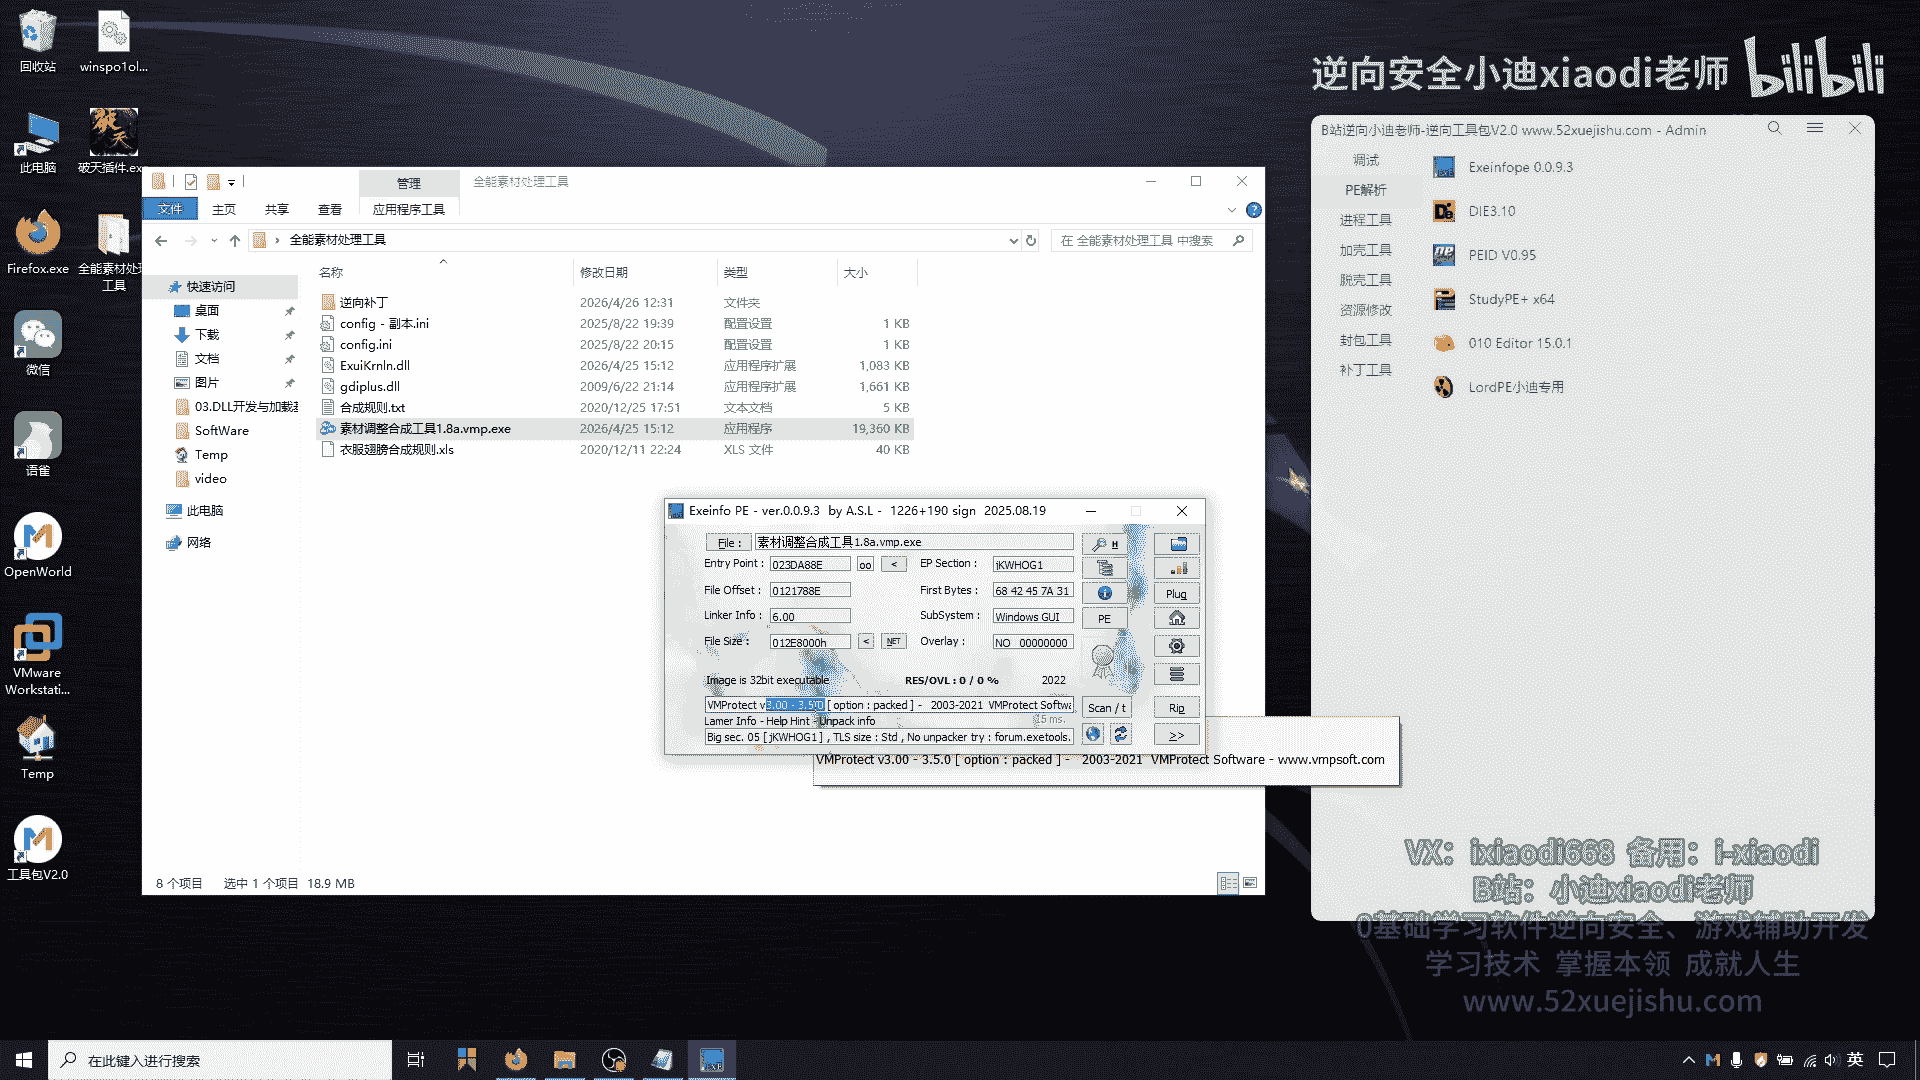 回收站
winspo1ol...
此电脑
破天插件.ex
Firefox.exe
全能素材处
工具
微信
语雀
OpenWorld
VMware
Workstati...
Temp
工具包V2.0
逆向安全小迪xiaodi老师 bilibili
管理
全能素材处理工具
文件
主页
共享
查看
应用程序工具
全能素材处理工具
在 全能素材处理工具 中搜索
快速访问
桌面
下载
文档
图片
03.DLL开发与加载
SoftWare
Temp
video
此电脑
网络
名称 修改日期 类型 大小
逆向补丁 2026/4/26 12:31 文件夹
config - 副本.ini 2025/8/22 19:39 配置设置 1 KB
config.ini 2025/8/22 20:15 配置设置 1 KB
ExuiKrnln.dll 2026/4/25 15:12 应用程序扩展 1,083 KB
gdiplus.dll 2009/6/22 21:14 应用程序扩展 1,661 KB
合成规则.txt 2020/12/25 17:51 文本文档 5 KB
素材调整合成工具1.8a.vmp.exe 2026/4/25 15:12 应用程序 19,360 KB
衣服翅膀合成规则.xls 2020/12/11 22:24 XLS 文件 40 KB
8 个项目 选中 1 个项目 18.9 MB
Exeinfo PE - ver.0.0.9.3 by A.S.L - 1226+190 sign 2025.08.19
File : 素材调整合成工具1.8a.vmp.exe H
Entry Point : 023DA88E oo < EP Section : jKWHOG1
File Offset : 0121788E First Bytes : 68 42 45 7A 31 Plug
Linker Info : 6.00 SubSystem : Windows GUI PE
File Size : 012E8000h < NET Overlay : NO 00000000
Image is 32bit executable RES/OVL : 0 / 0 % 2022
VMProtect v3.00 - 3.5.0 [ option : packed ] - 2003-2021 VMProtect Softwa Scan / t Rip
Lamer Info - Help Hint - Unpack info 15 ms.
Big sec. 05 [ jKWHOG1 ] , TLS size : Std , No unpacker try : forum.exetools. >>
VMProtect v3.00 - 3.5.0 [ option : packed ] - 2003-2021 VMProtect Software - www.vmpsoft.com
B站逆向小迪老师-逆向工具包V2.0 www.52xuejishu.com - Admin
调试
PE解析
进程工具
加壳工具
脱壳工具
资源修改
封包工具
补丁工具
Exeinfope 0.0.9.3
DIE3.10
PEID V0.95
StudyPE+ x64
010 Editor 15.0.1
LordPE小迪专用
VX：ixiaodi668 备用：i-xiaodi
B站：小迪xiaodi老师
0基础学习软件逆向安全、游戏辅助开发
学习技术 掌握本领 成就人生
www.52xuejishu.com
在此键入进行搜索
英